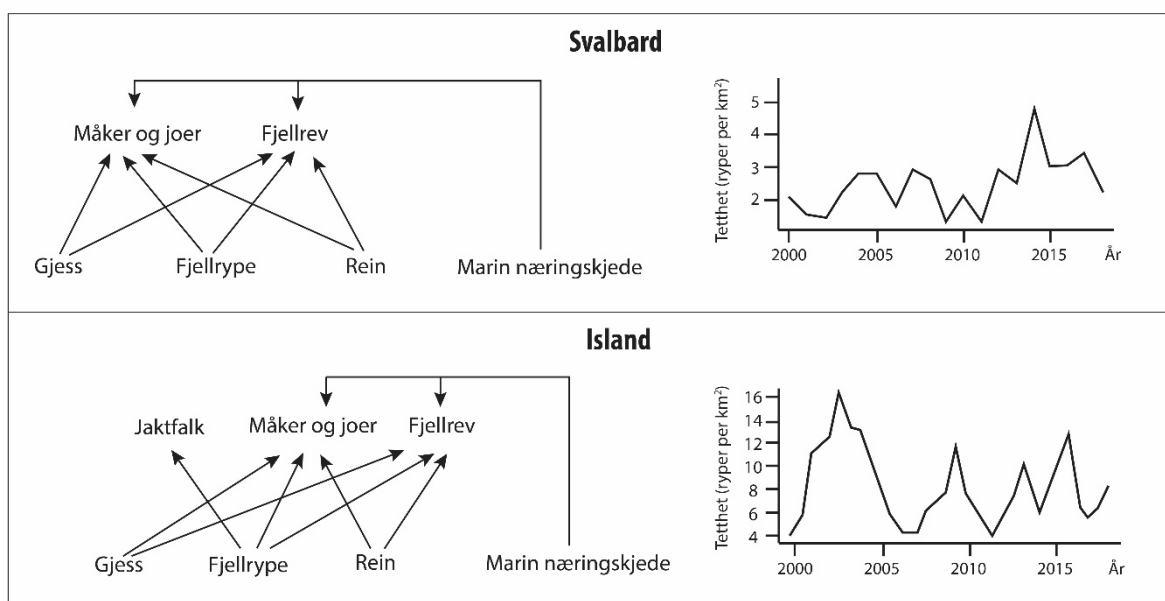 Svalbard
Måker og joer Fjellrev
Gjess Fjellrype Rein Marin næringskjede
Tetthet (ryper per km²)
5
4
3
2
2000 2005 2010 2015 År
Island
Jaktfalk Måker og joer Fjellrev
Gjess Fjellrype Rein Marin næringskjede
Tetthet (ryper per km²)
16
14
12
10
8
6
4
2000 2005 2010 2015 År